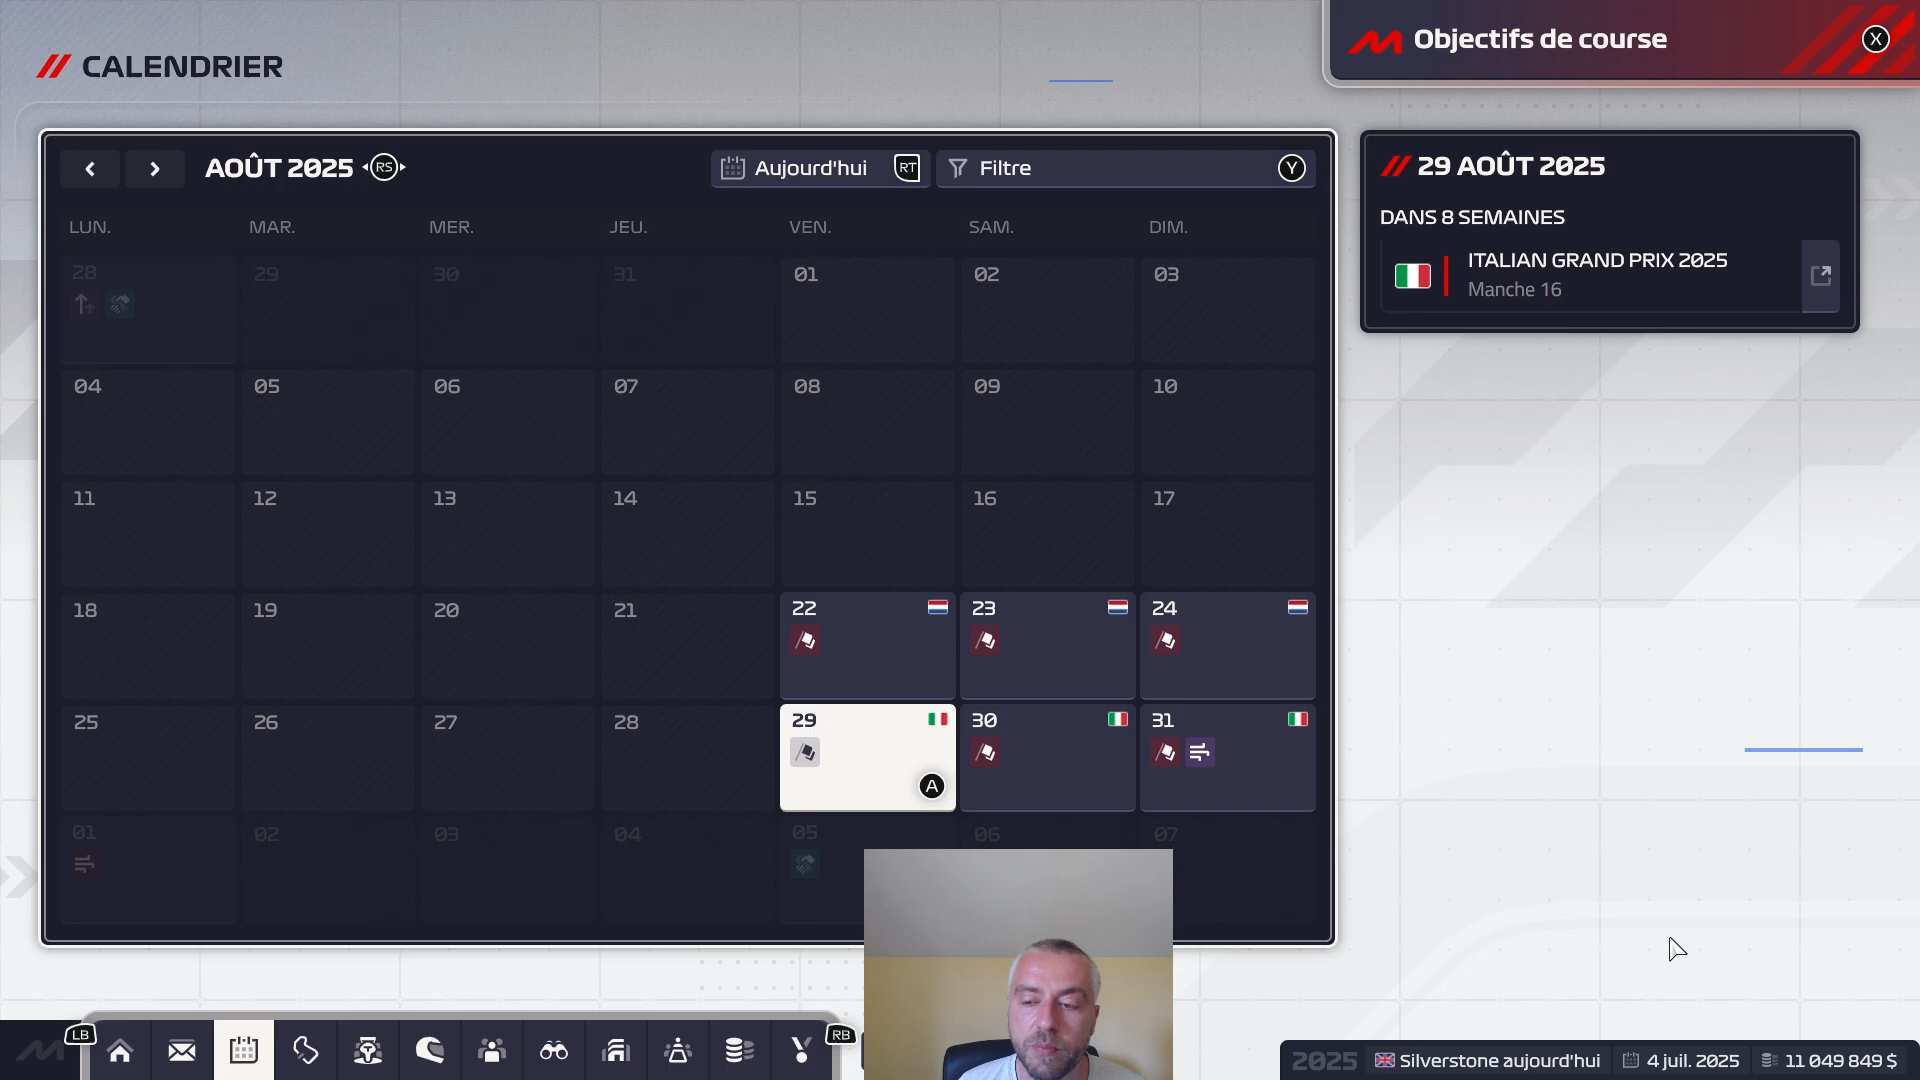 CALENDRIER
Objectifs de course
X
AOÛT 2025
RS
Aujourd'hui
RT
Filtre
Y
LUN. MAR. MER. JEU. VEN. SAM. DIM.
28 29 30 31 01 02 03
04 05 06 07 08 09 10
11 12 13 14 15 16 17
18 19 20 21 22 23 24
25 26 27 28 29 30 31
A
01 02 03 04 05 06 07
29 AOÛT 2025
DANS 8 SEMAINES
ITALIAN GRAND PRIX 2025
Manche 16
LB
RB
2025
Silverstone aujourd'hui
4 juil. 2025
11 049 849 $